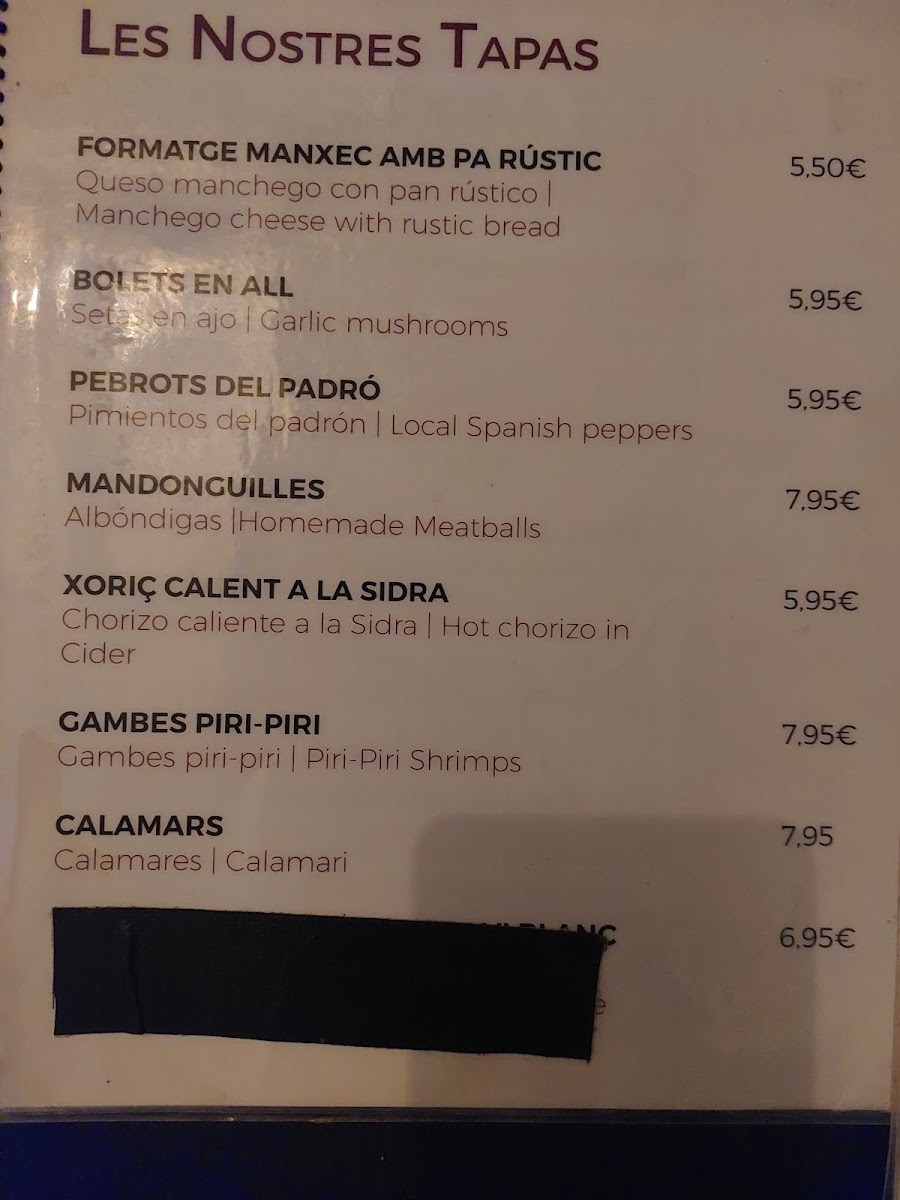 LES NOSTRES TAPAS
FORMATGE MANXEC AMB PA RÚSTIC 5,50€
Queso manchego con pan rústico |
Manchego cheese with rustic bread
BOLETS EN ALL 5,95€
Setas en ajo | Garlic mushrooms
PEBROTS DEL PADRÓ 5,95€
Pimientos del padrón | Local Spanish peppers
MANDONGUILLES 7,95€
Albóndigas |Homemade Meatballs
XORIÇ CALENT A LA SIDRA 5,95€
Chorizo caliente a la Sidra | Hot chorizo in
Cider
GAMBES PIRI-PIRI 7,95€
Gambes piri-piri | Piri-Piri Shrimps
CALAMARS 7,95
Calamares | Calamari
6,95€